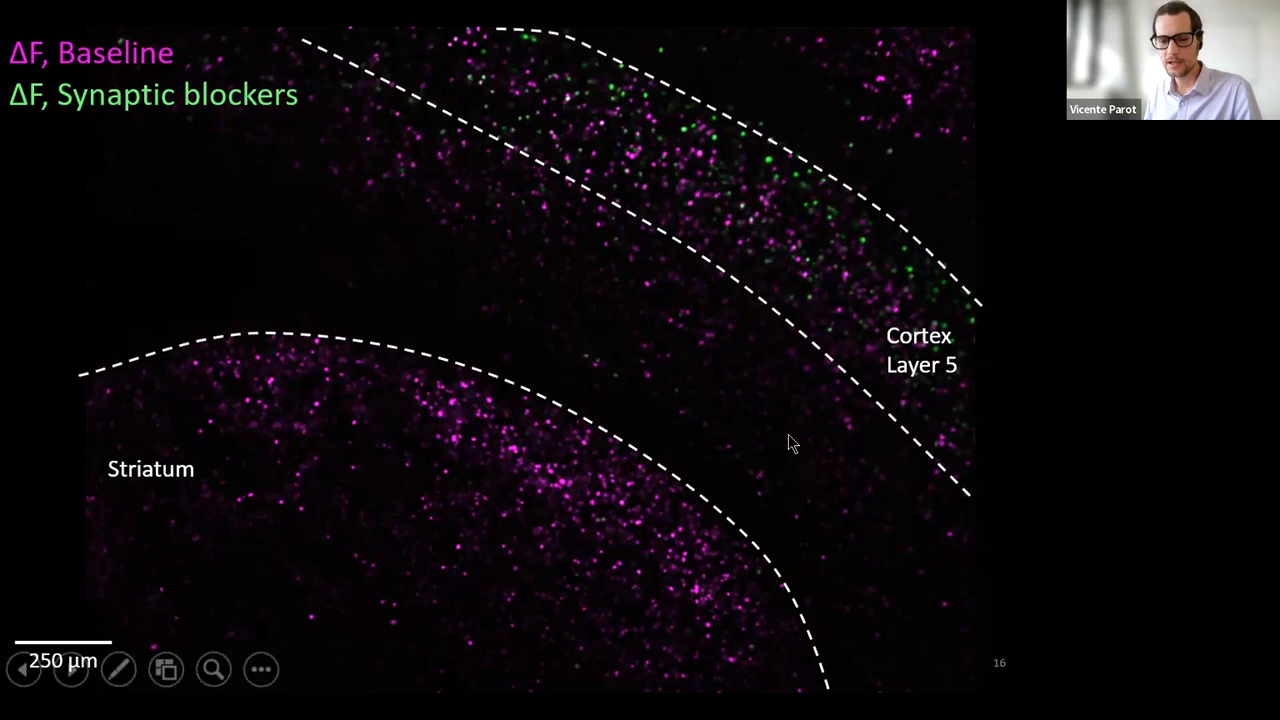 ΔF, Baseline
ΔF, Synaptic blockers
Vicente Parot
Cortex
Layer 5
Striatum
250 µm
16